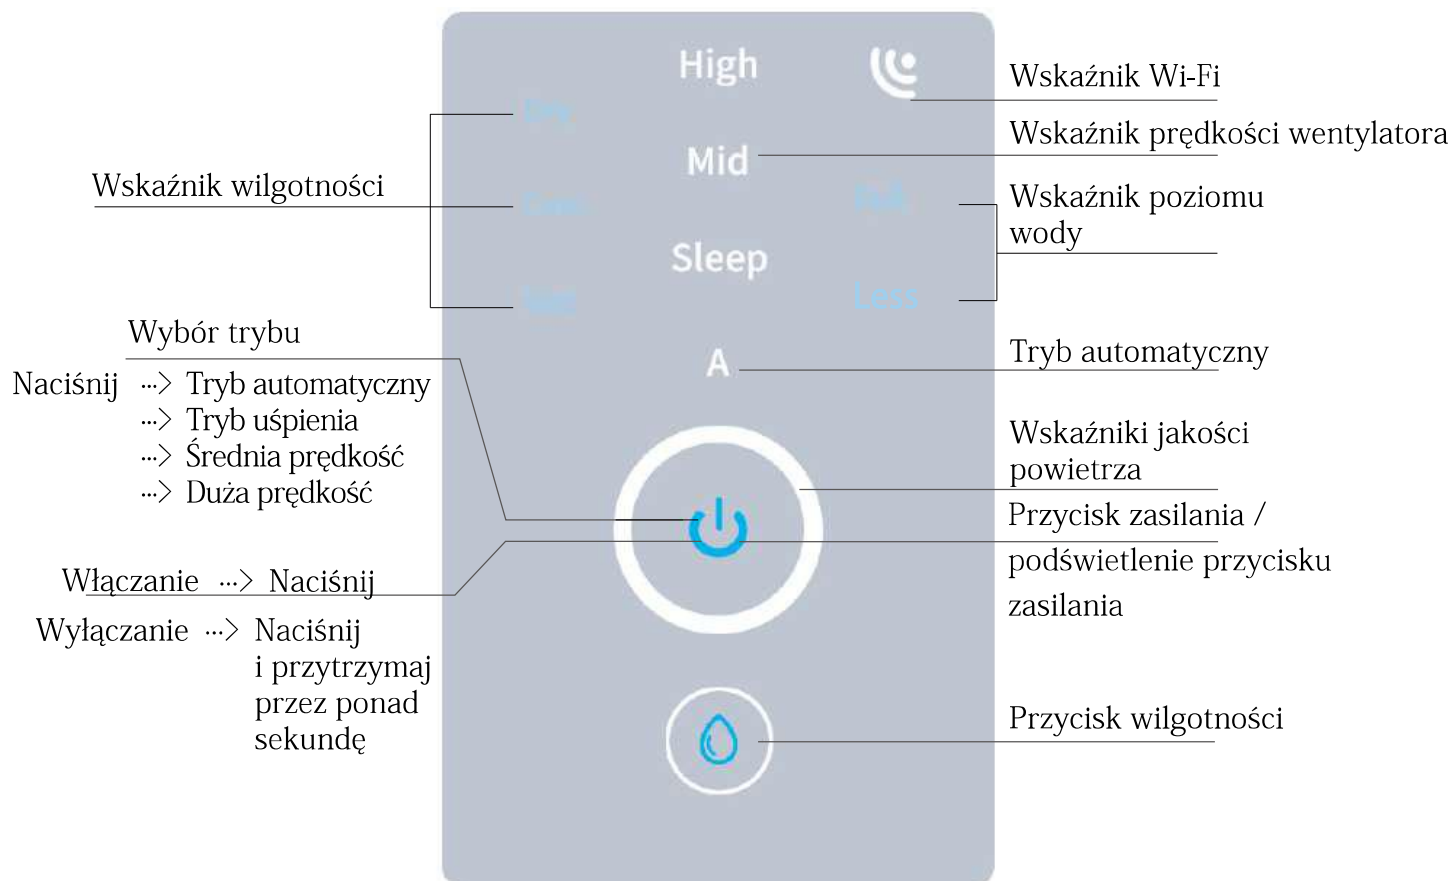 High
Wskaźnik Wi-Fi
Wskaźnik prędkości wentylatora
Mid
Wskaźnik wilgotności
Wskaźnik poziomu
wody
Sleep
Less
Wybór trybu
Tryb automatyczny
A
Naciśnij ···> Tryb automatyczny
···> Tryb uśpienia
···> Średnia prędkość
···> Duża prędkość
Wskaźniki jakości
powietrza
Przycisk zasilania /
podświetlenie przycisku
zasilania
Włączanie ···> Naciśnij
Wyłączanie ···> Naciśnij
i przytrzymaj
przez ponad
sekundę
Przycisk wilgotności